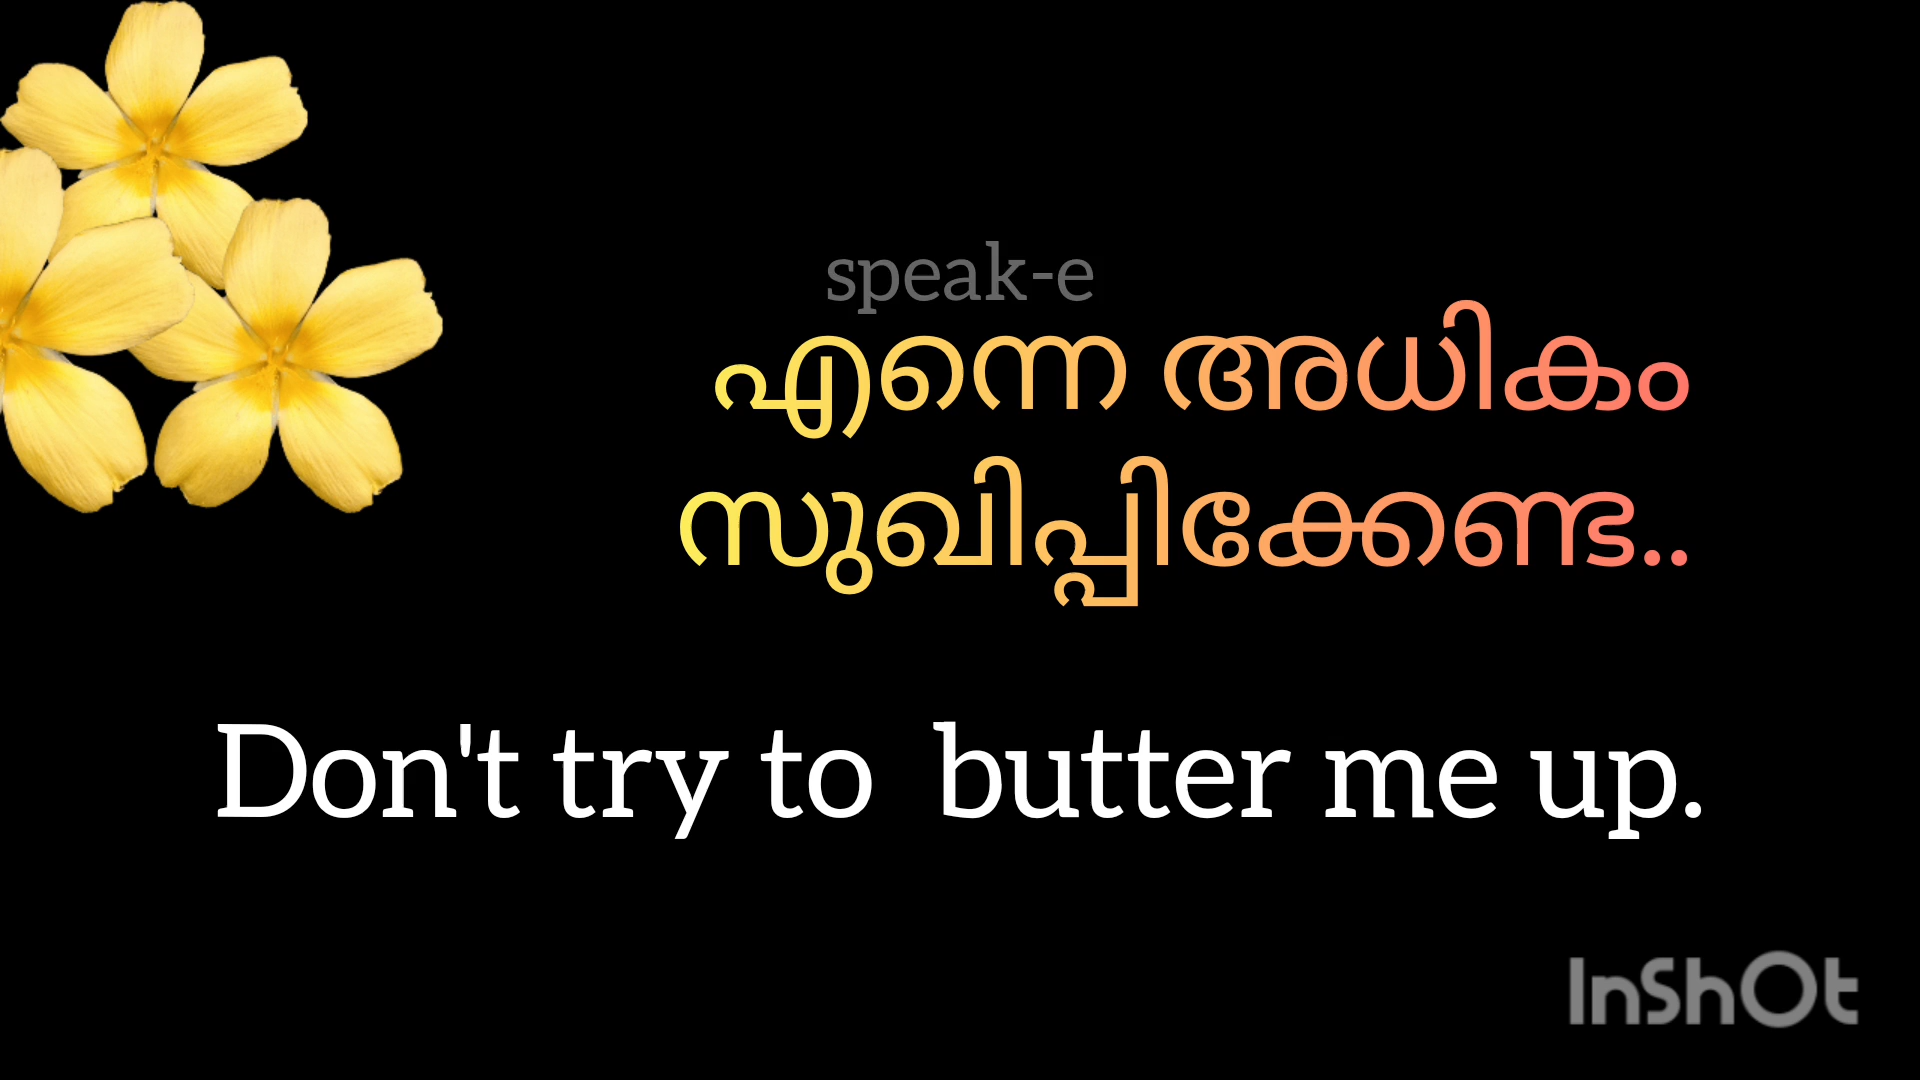 speak-e
എന്നെ അധികം
സുഖിപ്പിക്കേണ്ട..
Don't try to  butter me up.
InShOt